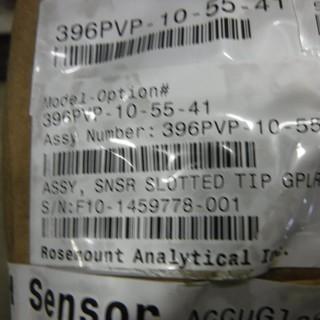 396PVP-10-55-41
Model-Option#
396PVP-10-55-41
Assy Number: 396PVP-10-55
ASSY, SNSR SLOTTED TIP GPLR
S/N:F10-1459778-001
Rosemount Analytical In
Sensor